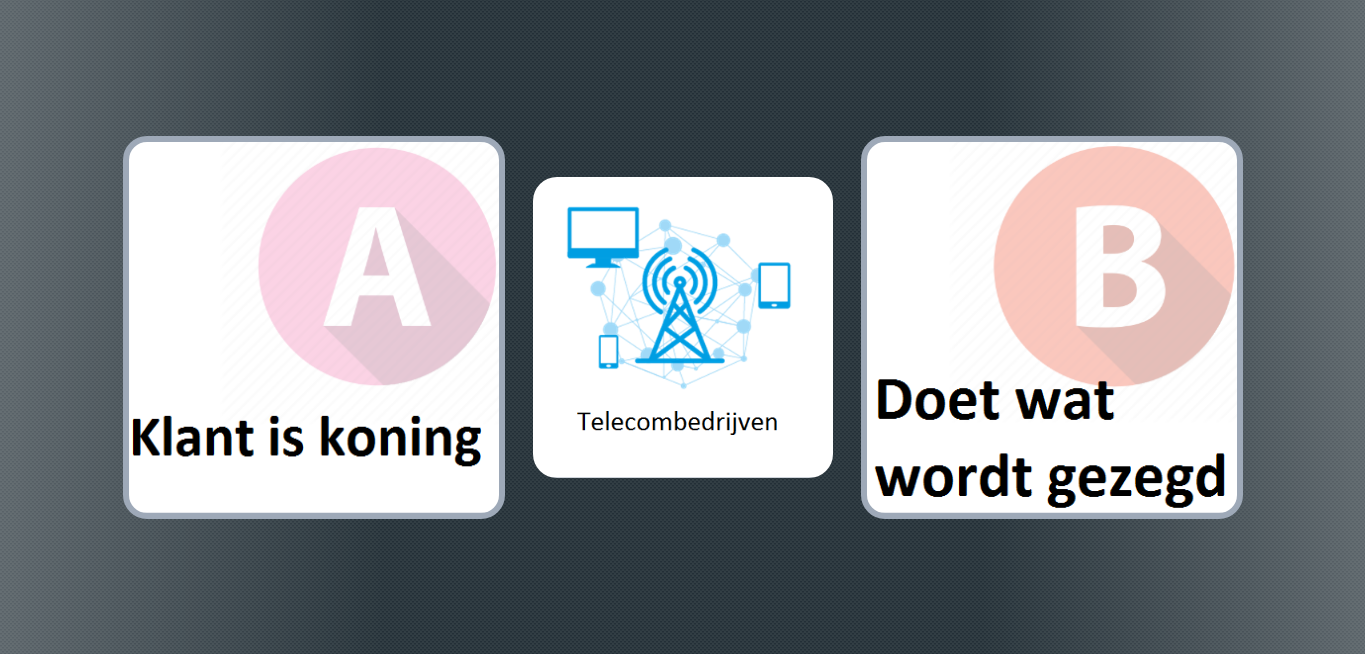 A
Klant is koning
Telecombedrijven
B
Doet wat
wordt gezegd